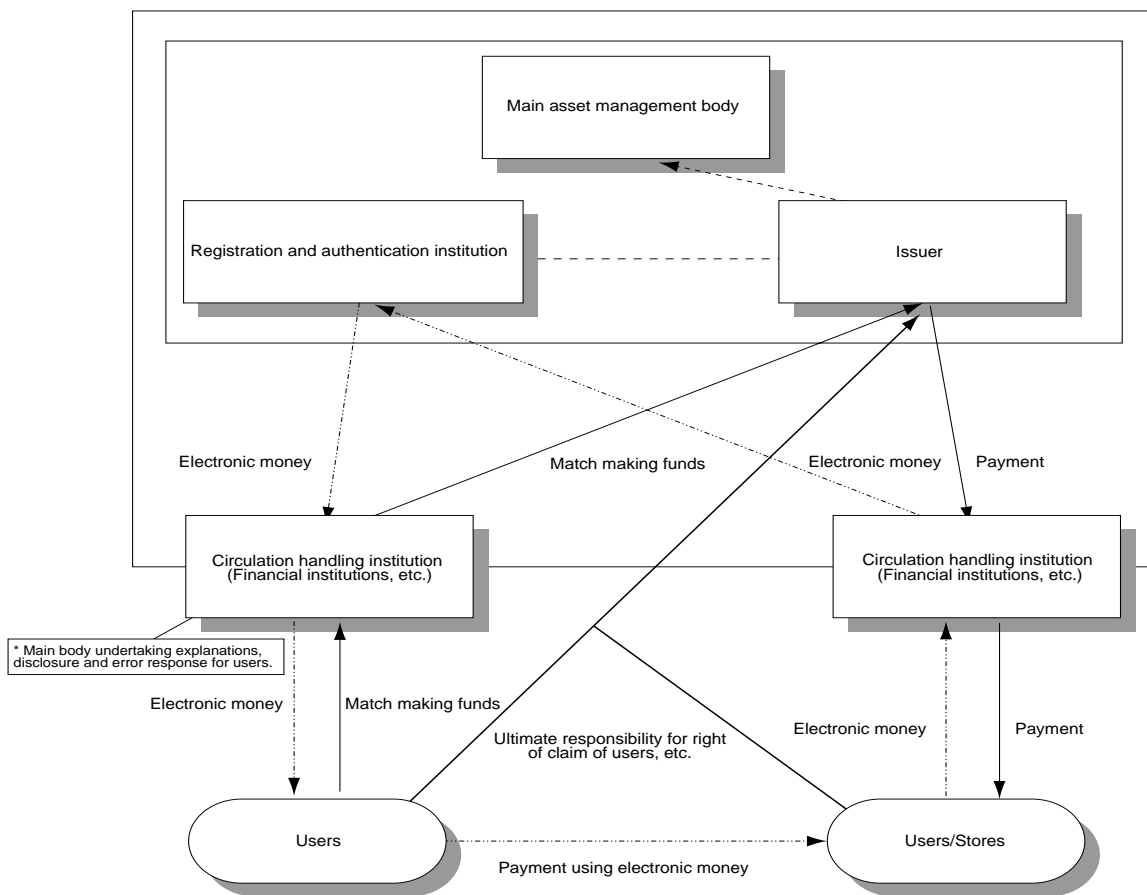 Main asset management body
Registration and authentication institution
Issuer
Electronic money
Match making funds
Electronic money
Payment
Circulation handling institution
(Financial institutions, etc.)
Circulation handling institution
(Financial institutions, etc.)
* Main body undertaking explanations,
disclosure and error response for users.
Electronic money
Match making funds
Ultimate responsibility for right
of claim of users, etc.
Electronic money
Payment
Users
Users/Stores
Payment using electronic money